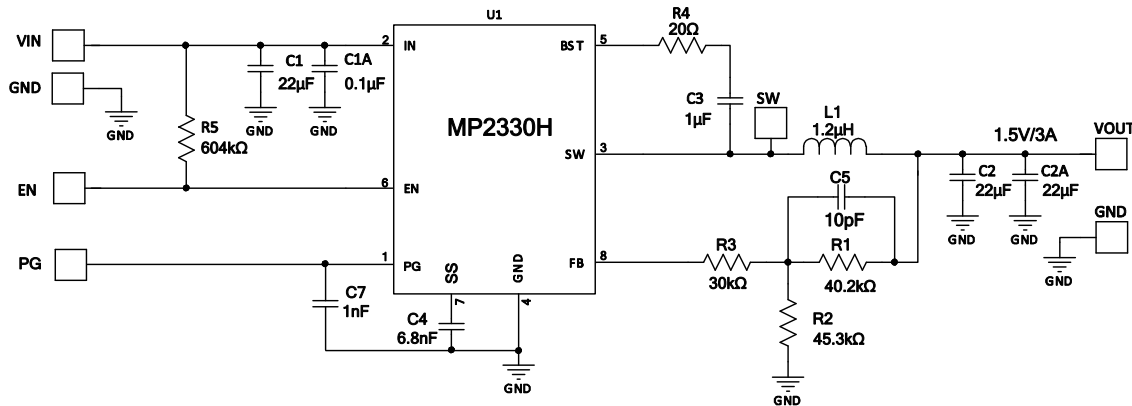 U1
MP2330H
VIN
GND
GND
EN
PG
R5
604kΩ
C1
22µF
GND
C1A
0.1µF
GND
2
IN
6
EN
1
PG
SS
7
GND
4
BST
5
SW
3
FB
8
C7
1nF
C4
6.8nF
GND
R4
20Ω
C3
1µF
SW
L1
1.2µH
1.5V/3A
VOUT
C5
10pF
R3
30kΩ
R1
40.2kΩ
R2
45.3kΩ
GND
C2
22µF
GND
C2A
22µF
GND
GND
GND